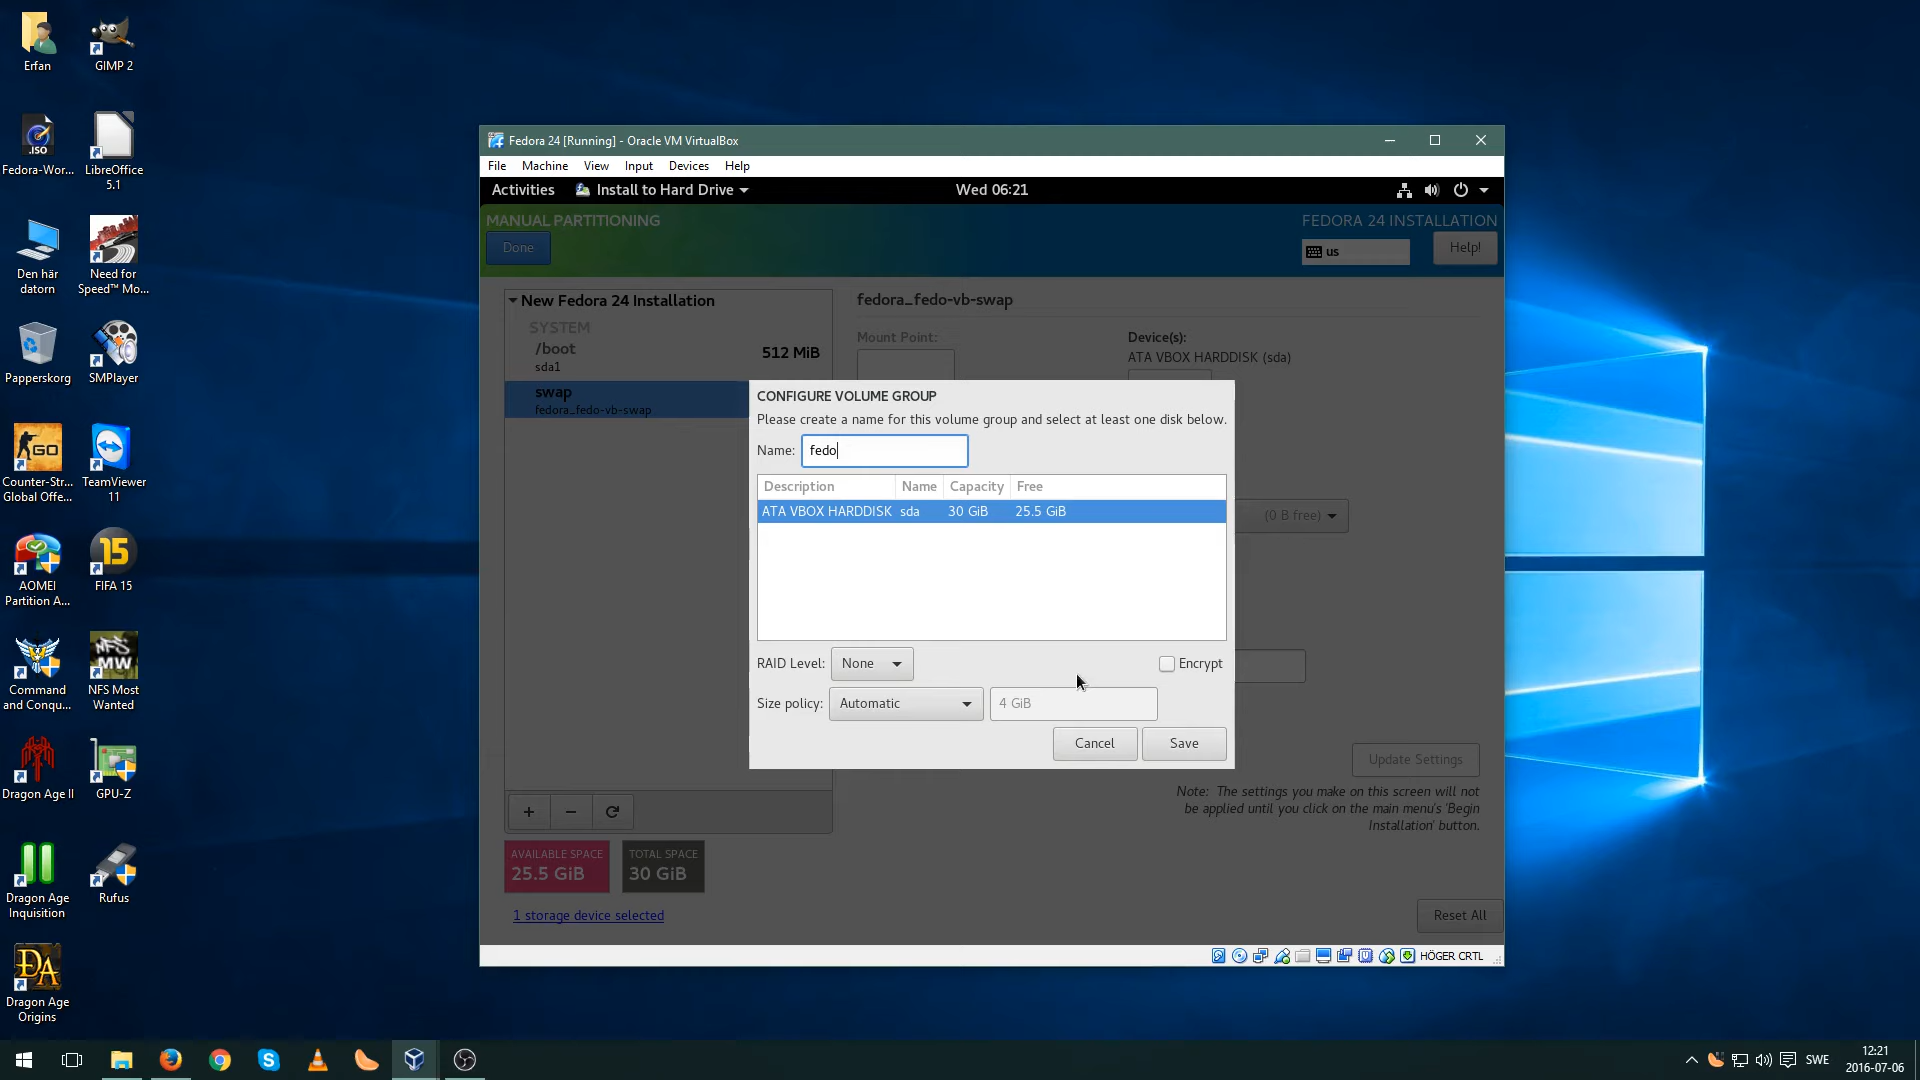 Erfan
GIMP 2
.ISO
Fedora-Wor...
LibreOffice
5.1
Den här
datorn
Need for
Speed™ Mo...
Papperskorg
SMPlayer
GO
Counter-Str...
Global Offe...
TeamViewer
11
AOMEI
Partition A...
15
FIFA 15
Command
and Conqu...
NFS
MW
NFS Most
Wanted
Dragon Age II
GPU-Z
Dragon Age
Inquisition
Rufus
DA
Dragon Age
Origins
Fedora 24 [Running] - Oracle VM VirtualBox
File Machine View Input Devices Help
Activities Install to Hard Drive Wed 06:21
MANUAL PARTITIONING
FEDORA 24 INSTALLATION
Done
us
Help!
New Fedora 24 Installation
SYSTEM
/boot
512 MiB
sda1
swap
fedora_fedo-vb-swap
fedora_fedo-vb-swap
Mount Point:
Device(s):
ATA VBOX HARDDISK (sda)
CONFIGURE VOLUME GROUP
Please create a name for this volume group and select at least one disk below.
Name: fedo
Description Name Capacity Free
ATA VBOX HARDDISK sda 30 GiB 25.5 GiB
(0 B free)
RAID Level: None
Encrypt
Size policy: Automatic
4 GiB
Cancel
Save
Update Settings
Note: The settings you make on this screen will not
be applied until you click on the main menu's 'Begin
Installation' button.
+ −
AVAILABLE SPACE
25.5 GiB
TOTAL SPACE
30 GiB
1 storage device selected
Reset All
HÖGER CRTL
SWE
12:21
2016-07-06